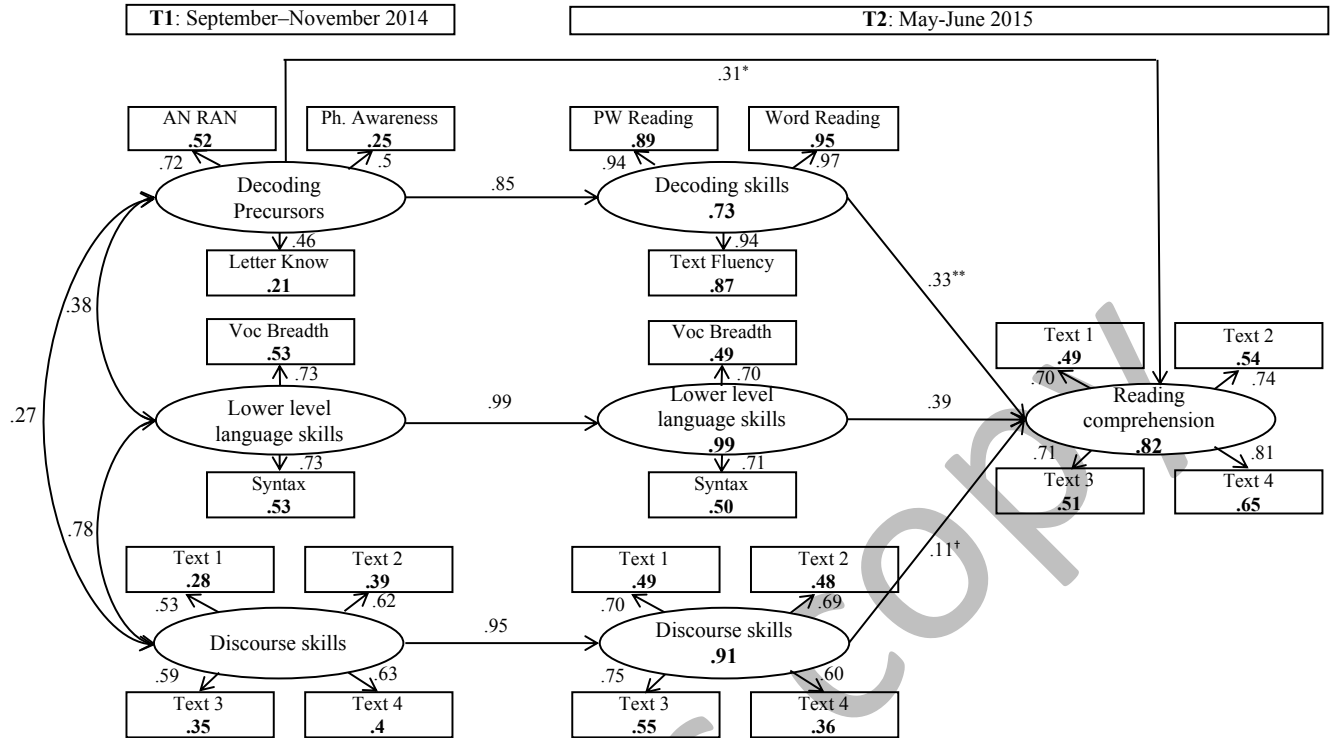 T1: September–November 2014
T2: May-June 2015
.31*
AN RAN
.52
Ph. Awareness
.25
PW Reading
.89
Word Reading
.95
.72
.5
.94
.97
Decoding
Precursors
.85
Decoding skills
.73
.46
.94
Letter Know
.21
Text Fluency
.87
.33**
.38
Voc Breadth
.53
Voc Breadth
.49
Text 1
.49
Text 2
.54
.73
.70
.70
.74
.27
Lower level
language skills
.99
Lower level
language skills
.99
.39
Reading
comprehension
.82
.73
.71
.71
.81
Syntax
.53
Syntax
.50
Text 3
.51
Text 4
.65
.78
Text 1
.28
Text 2
.39
Text 1
.49
Text 2
.48
.11†
.53
.62
.70
.69
Discourse skills
.95
Discourse skills
.91
.59
.63
.75
.60
Text 3
.35
Text 4
.4
Text 3
.55
Text 4
.36
copy